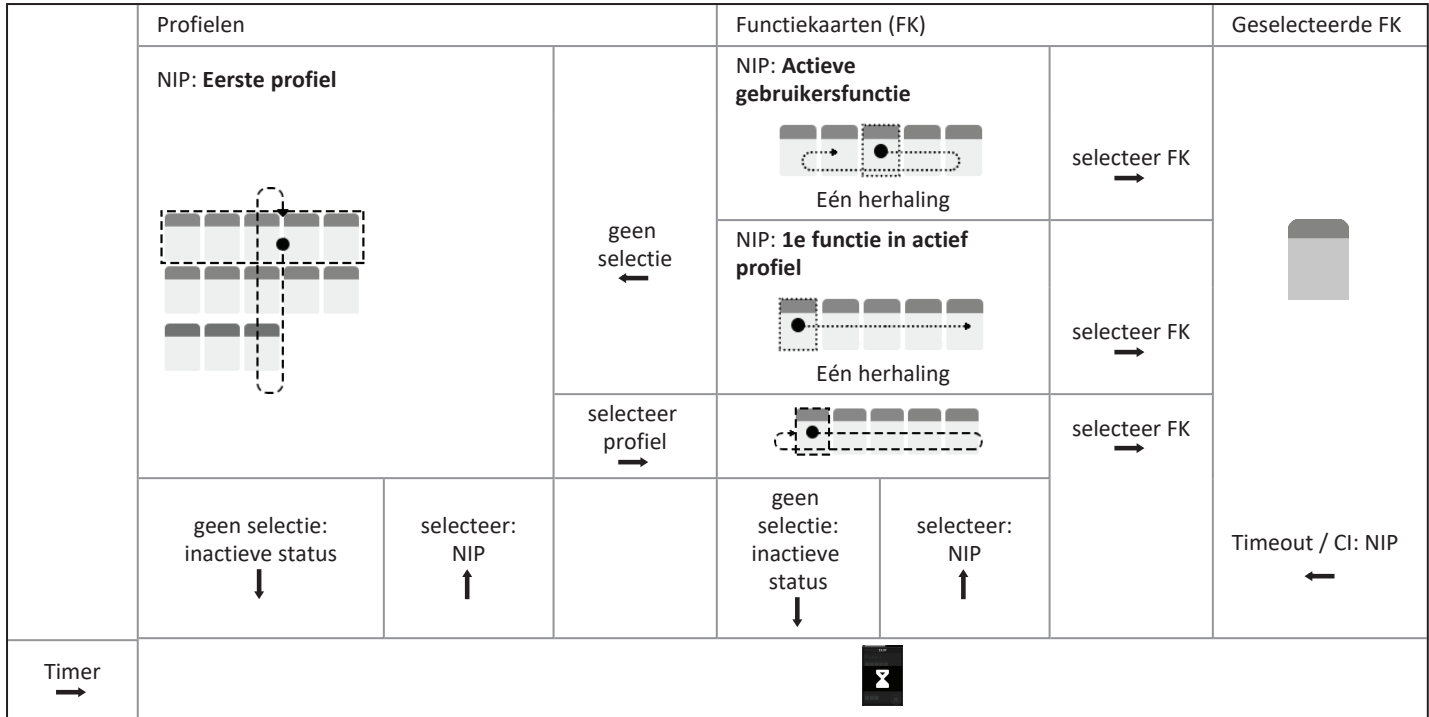 Profielen
Functiekaarten (FK)
Geselecteerde FK
NIP: Eerste profiel
geen
selectie
NIP: Actieve
gebruikersfunctie
Eén herhaling
selecteer FK
NIP: 1e functie in actief
profiel
Eén herhaling
selecteer FK
selecteer
profiel
selecteer FK
geen selectie:
inactieve status
selecteer:
NIP
geen
selectie:
inactieve
status
selecteer:
NIP
Timeout / CI: NIP
Timer